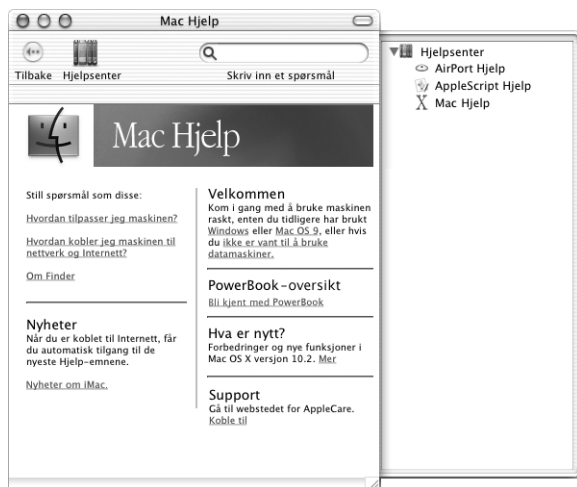 Mac Hjelp
Tilbake
Hjelpsenter
Skriv inn et spørsmål
Mac Hjelp
Still spørsmål som disse:
Hvordan tilpasser jeg maskinen?
Hvordan kobler jeg maskinen til
nettverk og Internett?
Om Finder
Nyheter
Når du er koblet til Internett, får
du automatisk tilgang til de
nyeste Hjelp-emnene.
Nyheter om iMac.
Velkommen
Kom i gang med å bruke maskinen
raskt, enten du tidligere har brukt
Windows eller Mac OS 9, eller hvis
du ikke er vant til å bruke
datamaskiner.
PowerBook-oversikt
Bli kjent med PowerBook
Hva er nytt?
Forbedringer og nye funksjoner i
Mac OS X versjon 10.2. Mer
Support
Gå til webstedet for AppleCare.
Koble til
Hjelpsenter
AirPort Hjelp
AppleScript Hjelp
Mac Hjelp